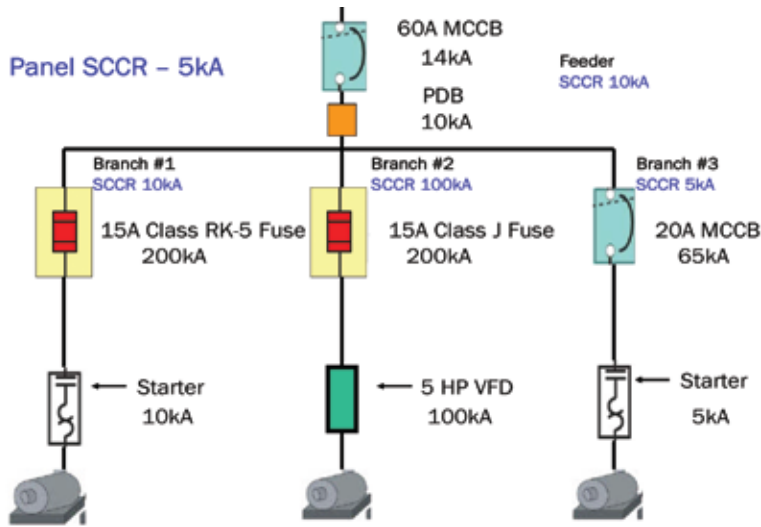 60A MCCB
14kA
Panel SCCR – 5kA
Feeder
SCCR 10kA
PDB
10kA
Branch #1
SCCR 10kA
Branch #2
SCCR 100kA
Branch #3
SCCR 5kA
15A Class RK-5 Fuse
200kA
15A Class J Fuse
200kA
20A MCCB
65kA
Starter
10kA
5 HP VFD
100kA
Starter
5kA